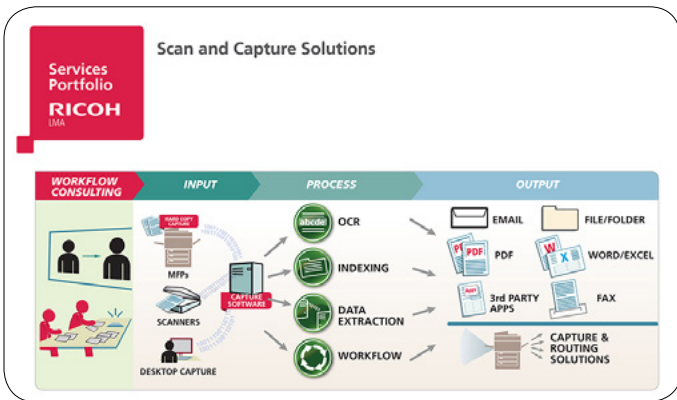 Scan and Capture Solutions
Services
Portfolio
RICOH
LMA
WORKFLOW
CONSULTING
INPUT
PROCESS
OUTPUT
HARD COPY
CAPTURE
MFPs
SCANNERS
DESKTOP CAPTURE
CAPTURE
SOFTWARE
abcde
OCR
INDEXING
DATA
EXTRACTION
WORKFLOW
EMAIL
FILE/FOLDER
PDF
PDF
W
X
WORD/EXCEL
3rd PARTY
APPS
FAX
CAPTURE &
ROUTING
SOLUTIONS